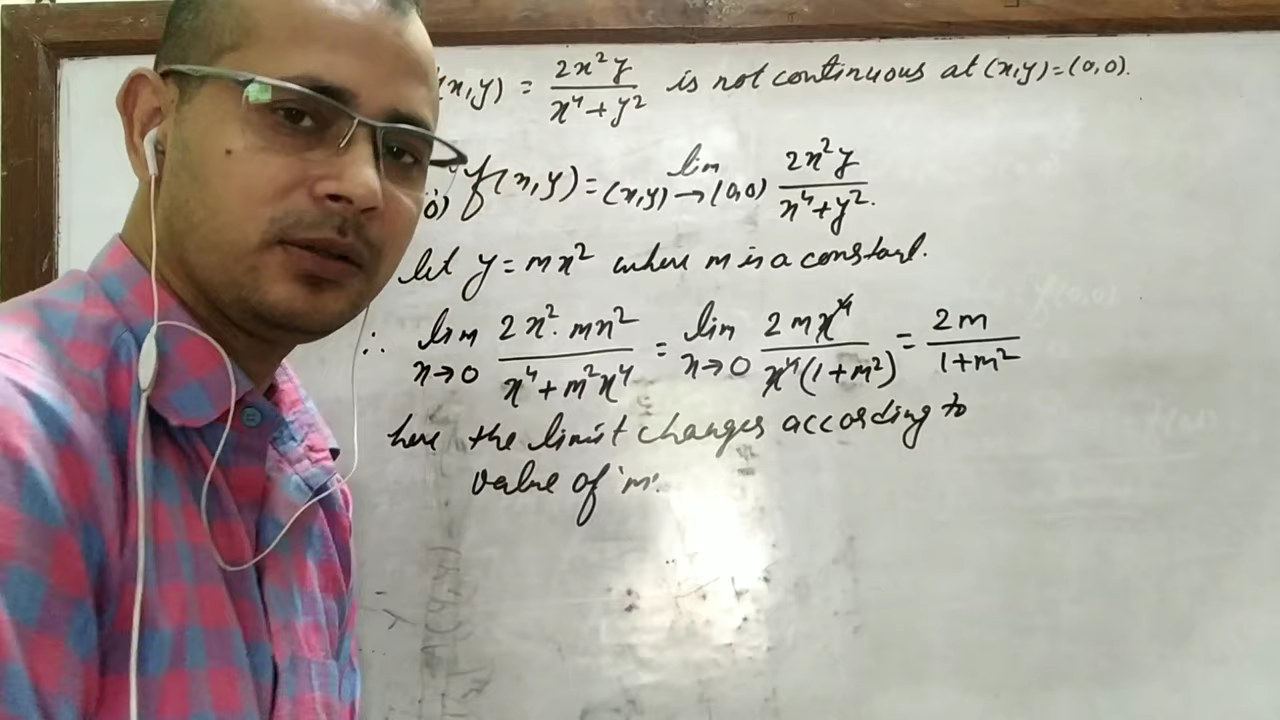 (x,y) = 2x²y / x⁴+y² is not continuous at (x,y)=(0,0).
0) f(x,y) = lim (x,y)→(0,0) 2x²y / x⁴+y².
let y = mx² where m is a constant.
∴ lim x→0 2x²·mx² / x⁴+m²x⁴ = lim x→0 2mx⁴ / x⁴(1+m²) = 2m / 1+m²
here the limit changes according to
value of 'm'.